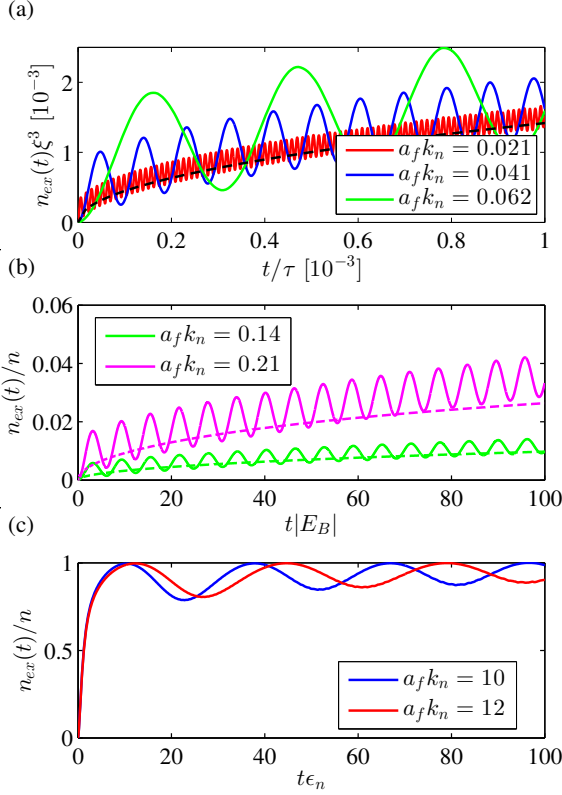 (a)
n_{ex}(t)ξ³ [10⁻³]
2
1
0
0
0.2
0.4
0.6
0.8
1
a_f k_n = 0.021
a_f k_n = 0.041
a_f k_n = 0.062
t/τ [10⁻³]
(b)
n_{ex}(t)/n
0.06
0.04
0.02
0
0
20
40
60
80
100
a_f k_n = 0.14
a_f k_n = 0.21
t|E_B|
(c)
n_{ex}(t)/n
1
0.5
0
0
20
40
60
80
100
a_f k_n = 10
a_f k_n = 12
tϵ_n